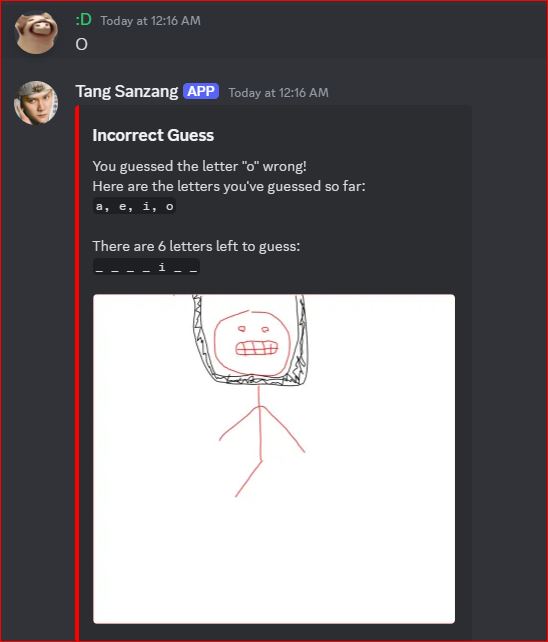 :D Today at 12:16 AM
O
Tang Sanzang APP Today at 12:16 AM
Incorrect Guess
You guessed the letter "o" wrong!
Here are the letters you've guessed so far:
a, e, i, o
There are 6 letters left to guess:
_ _ _ _ i _ _